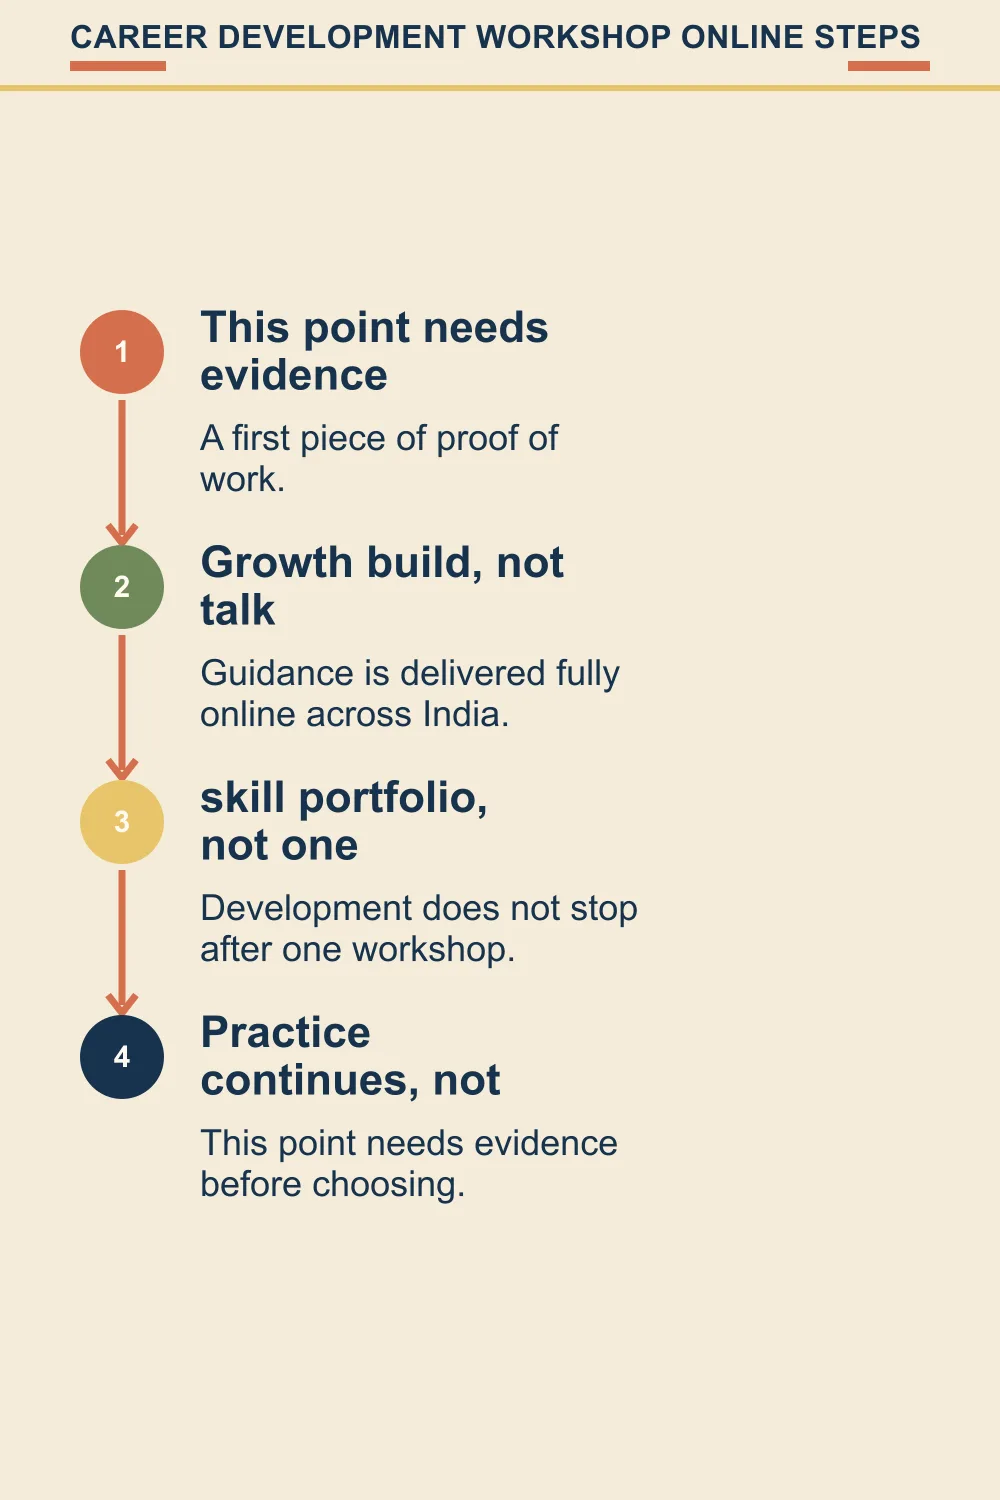 CAREER DEVELOPMENT WORKSHOP ONLINE STEPS
1
This point needs
evidence
A first piece of proof of
work.
2
Growth build, not
talk
Guidance is delivered fully
online across India.
3
skill portfolio,
not one
Development does not stop
after one workshop.
4
Practice
continues, not
This point needs evidence
before choosing.